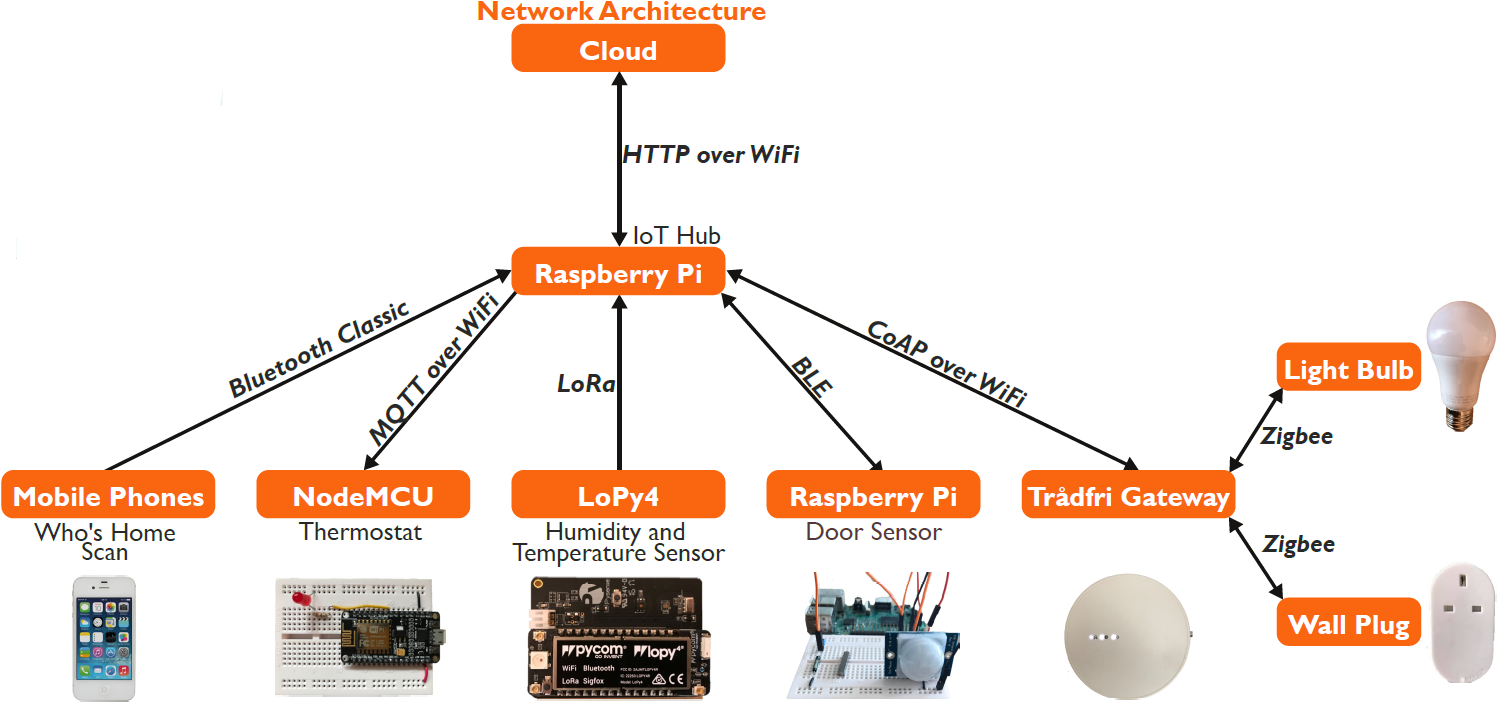 Network Architecture
Cloud
HTTP over WiFi
IoT Hub
Raspberry Pi
Bluetooth Classic
MQTT over WiFi
LoRa
BLE
CoAP over WiFi
Light Bulb
Zigbee
Mobile Phones
NodeMCU
LoPy4
Raspberry Pi
Trådfri Gateway
Who's Home
Scan
Thermostat
Humidity and
Temperature Sensor
Door Sensor
Zigbee
Wall Plug
pycom
GO INVENT
lopy4
WiFi Bluetooth
LoRa Sigfox